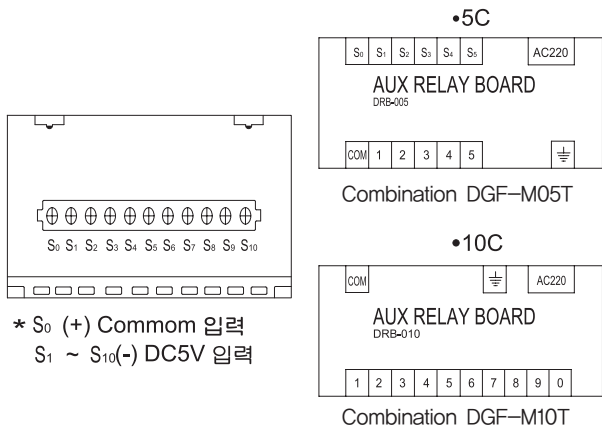 S₀ S₁ S₂ S₃ S₄ S₅ S₆ S₇ S₈ S₉ S₁₀
* S₀ (+) Commom 입력
S₁ ~ S₁₀(-) DC5V 입력
•5C
S₀ S₁ S₂ S₃ S₄ S₅ AC220
AUX RELAY BOARD
DRB-005
COM 1 2 3 4 5
Combination DGF-M05T
•10C
COM AC220
AUX RELAY BOARD
DRB-010
1 2 3 4 5 6 7 8 9 0
Combination DGF-M10T